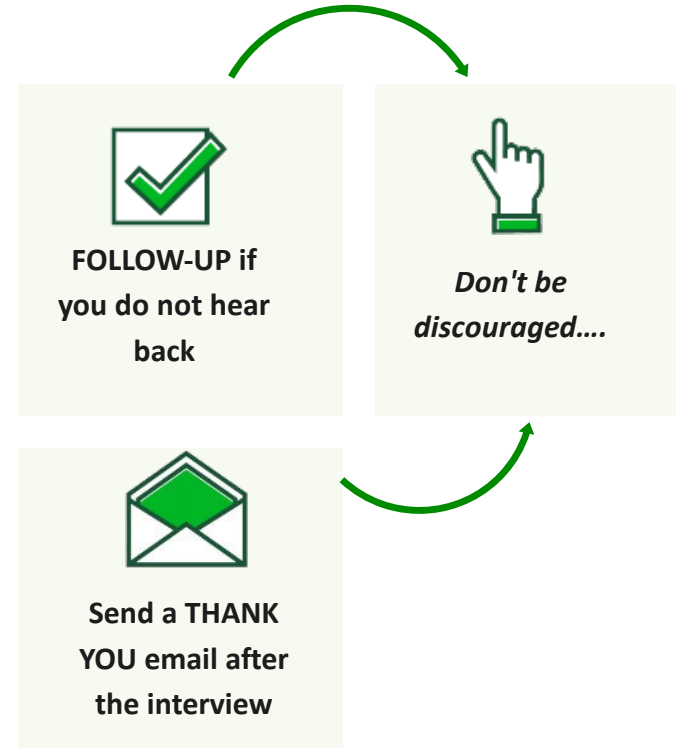 FOLLOW-UP if
you do not hear
back
Don't be
discouraged....
Send a THANK
YOU email after
the interview